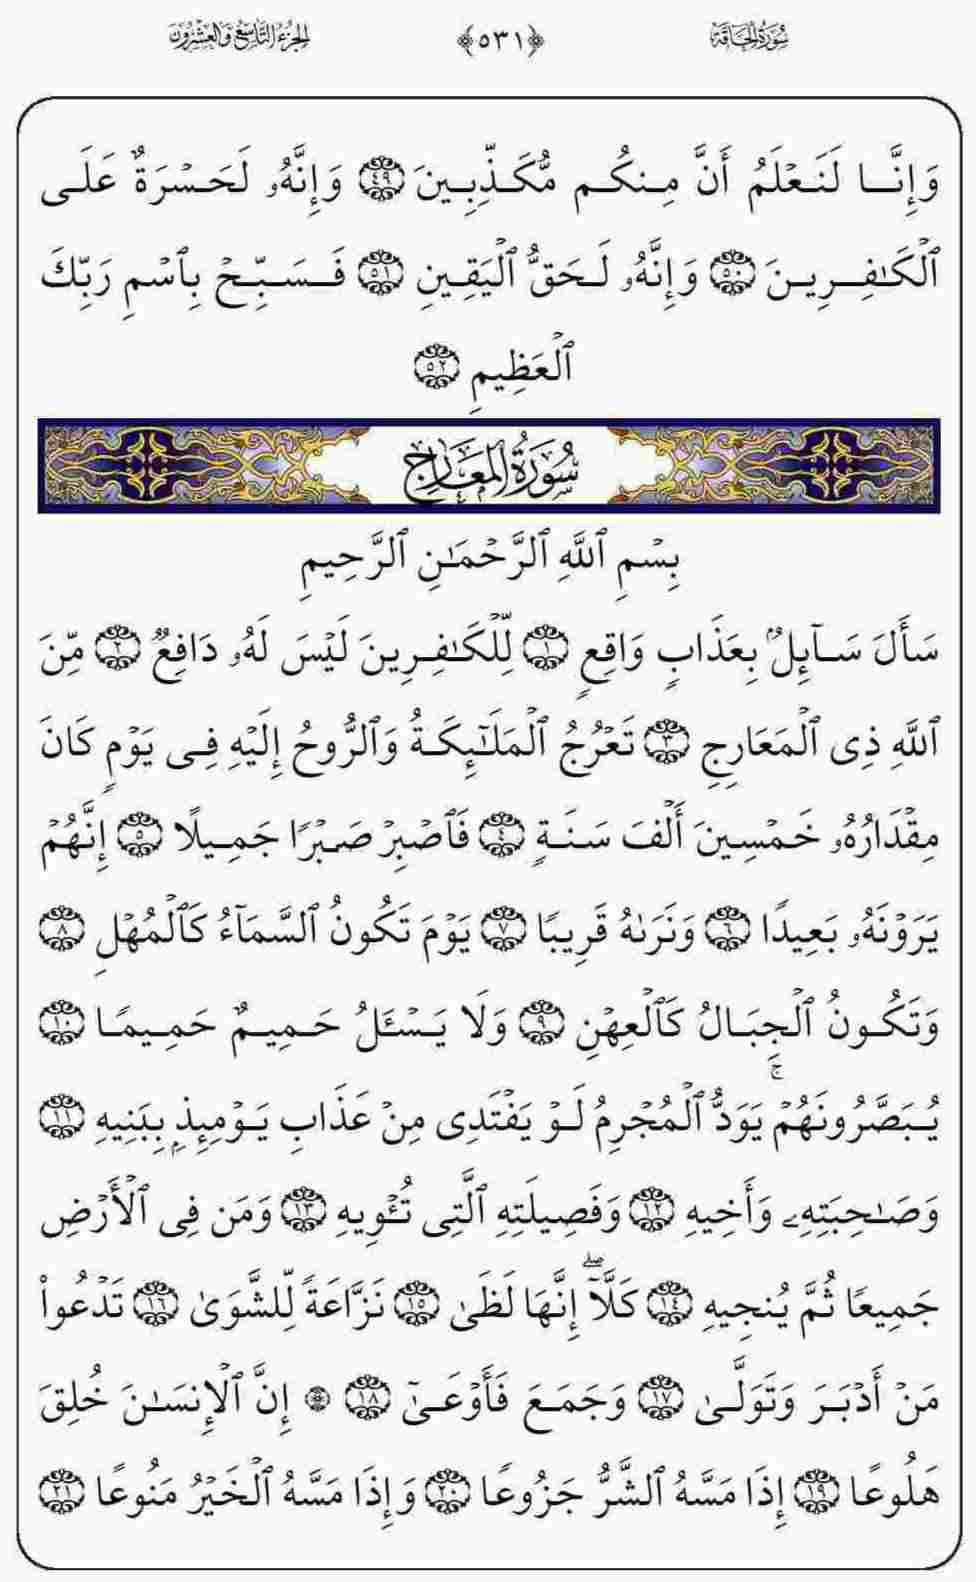 سُورَةُ الحَاقَّة ﴿٥٣١﴾ الجزءُ التَّاسِعُ وَالعِشْرُونَ
وَإِنَّا لَنَعۡلَمُ أَنَّ مِنكُم مُّكَذِّبِينَ ٤٩ وَإِنَّهُۥ لَحَسۡرَةٌ عَلَى
ٱلۡكَٰفِرِينَ ٥٠ وَإِنَّهُۥ لَحَقُّ ٱلۡيَقِينِ ٥١ فَسَبِّحۡ بِٱسۡمِ رَبِّكَ
ٱلۡعَظِيمِ ٥٢
سُورَةُ المَعَارِج
بِسۡمِ ٱللَّهِ ٱلرَّحۡمَٰنِ ٱلرَّحِيمِ
سَأَلَ سَآئِلُۢ بِعَذَابٖ وَاقِعٖ ١ لِّلۡكَٰفِرِينَ لَيۡسَ لَهُۥ دَافِعٞ ٢ مِّنَ
ٱللَّهِ ذِي ٱلۡمَعَارِجِ ٣ تَعۡرُجُ ٱلۡمَلَٰٓئِكَةُ وَٱلرُّوحُ إِلَيۡهِ فِي يَوۡمٖ كَانَ
مِقۡدَارُهُۥ خَمۡسِينَ أَلۡفَ سَنَةٖ ٤ فَٱصۡبِرۡ صَبۡرٗا جَمِيلًا ٥ إِنَّهُمۡ
يَرَوۡنَهُۥ بَعِيدٗا ٦ وَنَرَىٰهُ قَرِيبٗا ٧ يَوۡمَ تَكُونُ ٱلسَّمَآءُ كَٱلۡمُهۡلِ ٨
وَتَكُونُ ٱلۡجِبَالُ كَٱلۡعِهۡنِ ٩ وَلَا يَسۡـَٔلُ حَمِيمٌ حَمِيمٗا ١٠
يُبَصَّرُونَهُمۡۚ يَوَدُّ ٱلۡمُجۡرِمُ لَوۡ يَفۡتَدِي مِنۡ عَذَابِ يَوۡمِئِذِۭ بِبَنِيهِ ١١
وَصَٰحِبَتِهِۦ وَأَخِيهِ ١٢ وَفَصِيلَتِهِ ٱلَّتِي تُـٔۡوِيهِ ١٣ وَمَن فِي ٱلۡأَرۡضِ
جَمِيعٗا ثُمَّ يُنجِيهِ ١٤ كَلَّآۖ إِنَّهَا لَظَىٰ ١٥ نَزَّاعَةٗ لِّلشَّوَىٰ ١٦ تَدۡعُواْ
مَنۡ أَدۡبَرَ وَتَوَلَّىٰ ١٧ وَجَمَعَ فَأَوۡعَىٰٓ ١٨ ۞ إِنَّ ٱلۡإِنسَٰنَ خُلِقَ
هَلُوعًا ١٩ إِذَا مَسَّهُ ٱلشَّرُّ جَزُوعٗا ٢٠ وَإِذَا مَسَّهُ ٱلۡخَيۡرُ مَنُوعًا ٢١